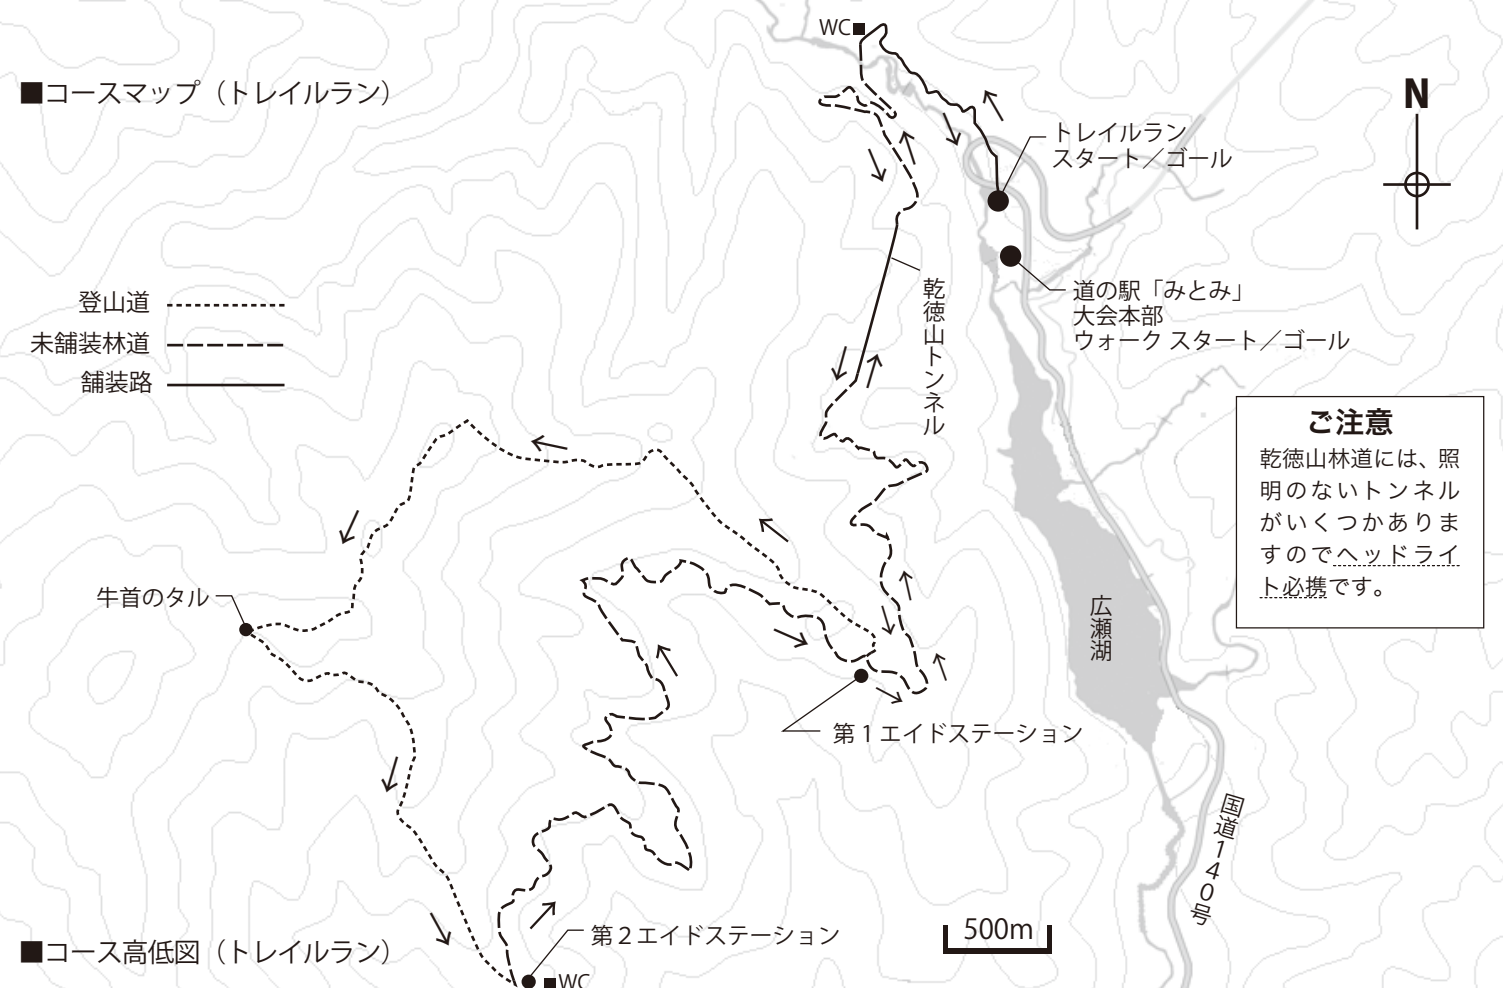 WC
■コースマップ（トレイルラン）
N
トレイルラン
スタート／ゴール
道の駅「みとみ」
大会本部
ウォーク スタート／ゴール
登山道
未舗装林道
舗装路
乾徳山トンネル
ご注意
乾徳山林道には、照
明のないトンネル
がいくつかありま
すのでヘッドライ
ト必携です。
牛首のタル
広瀬湖
第1エイドステーション
国道140号
500m
第2エイドステーション
■コース高低図（トレイルラン）
WC